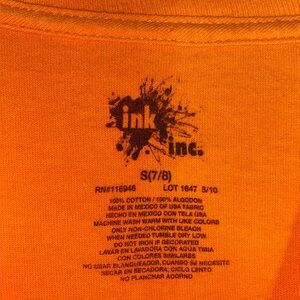 ink
inc.
S(7/8)
RN#116946 LOT 1647 S/10
100% COTTON / 100% ALGODON
MADE IN MEXICO OF USA FABRIC
HECHO EN MEXICO CON TELA USA
MACHINE WASH WARM WITH LIKE COLORS
ONLY NON-CHLORINE BLEACH
WHEN NEEDED TUMBLE DRY LOW
DO NOT IRON IF DECORATED
LAVAR EN LAVADORA CON AGUA TIBIA
CON COLORES SIMILARES
NO USAR BLANQUEADOR, CUANDO SE NECESITE
SECAR EN SECADORA, CICLO LENTO
NO PLANCHAR ADORNO